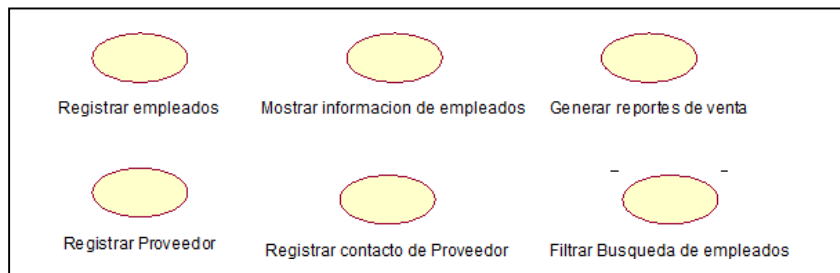 Registrar empleados
Mostrar informacion de empleados
Generar reportes de venta
Registrar Proveedor
Registrar contacto de Proveedor
Filtrar Busqueda de empleados